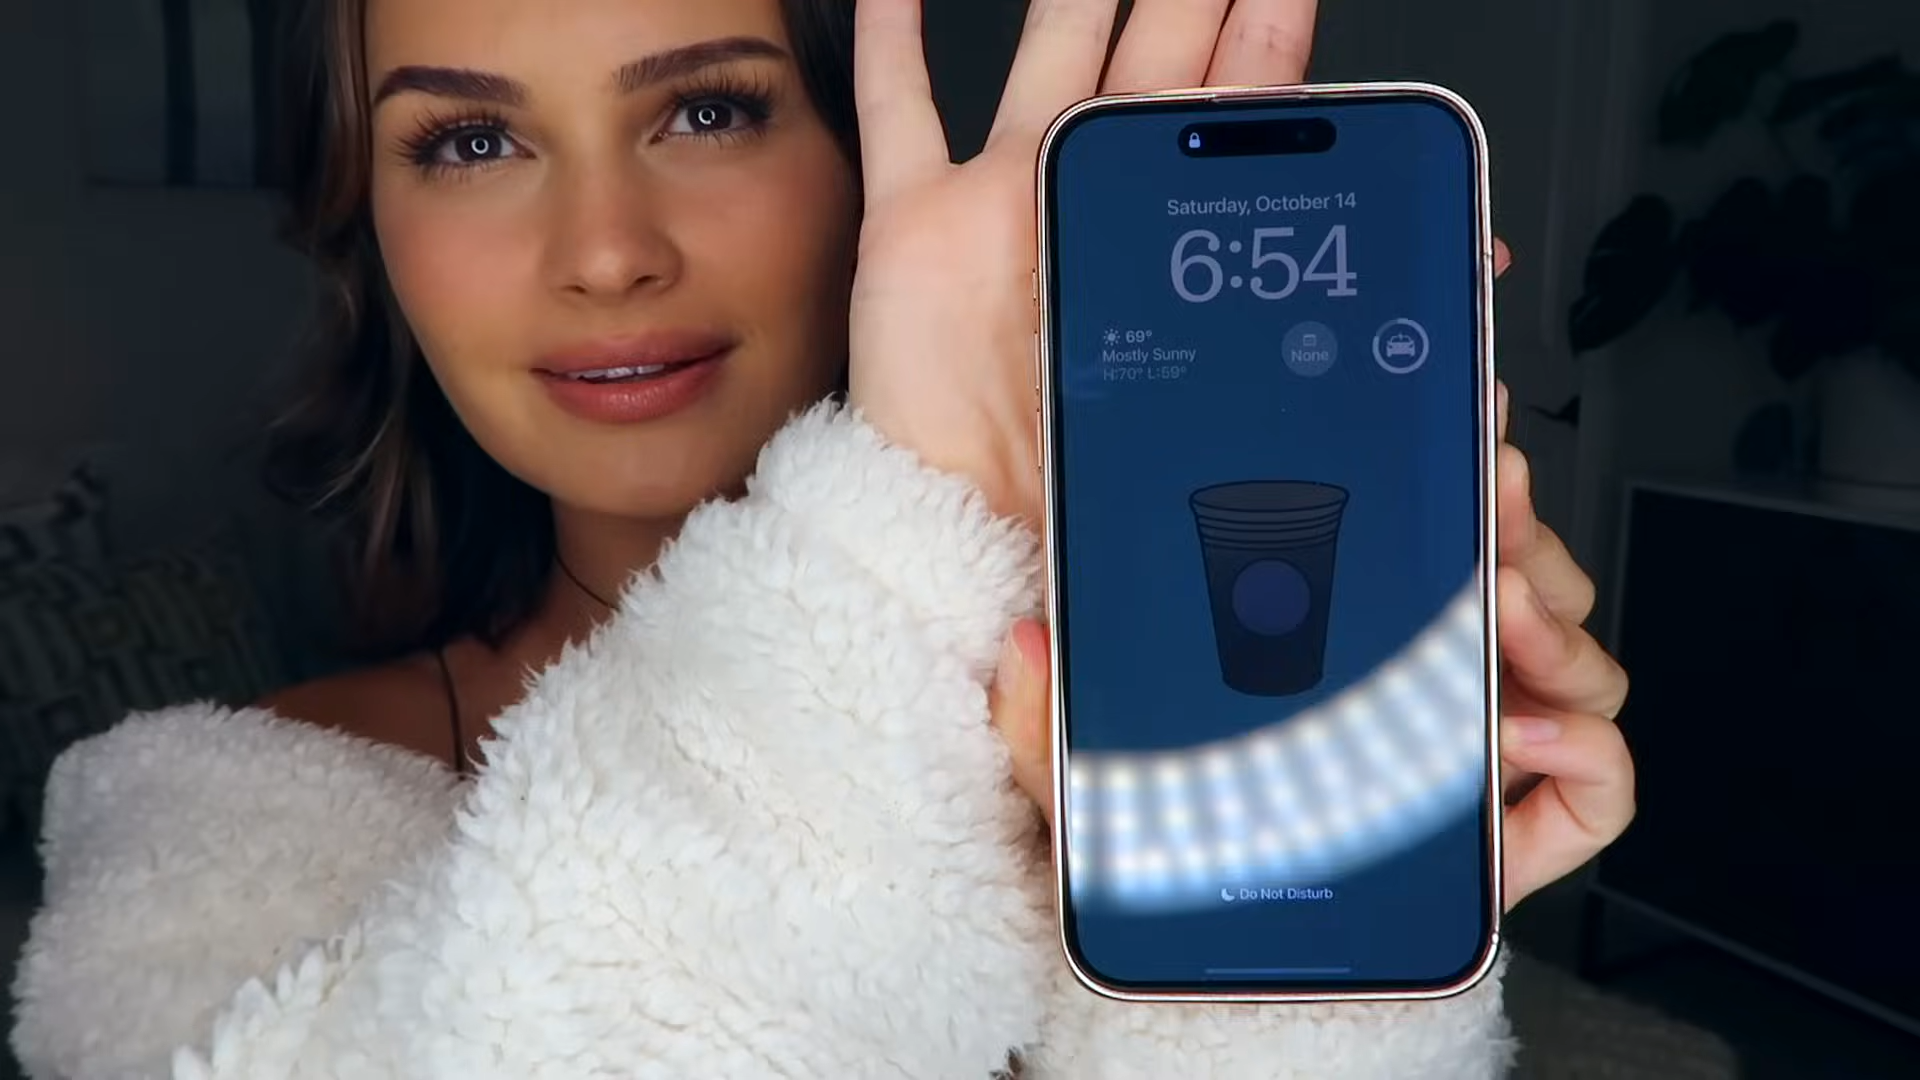 Saturday, October 14
6:54
69°
Mostly Sunny
H:70° L:59°
None
Do Not Disturb